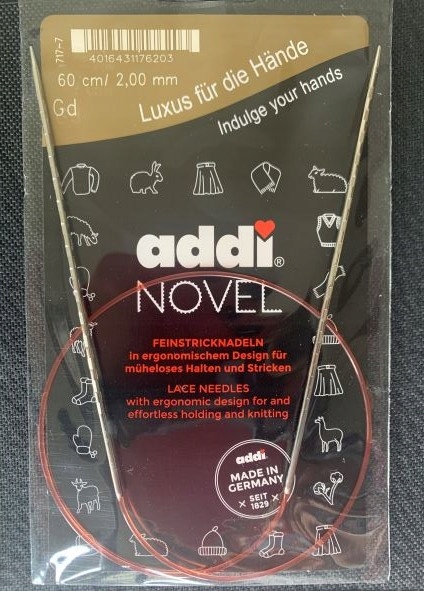 717-7
4016431176203
60 cm/ 2,00 mm
Gd
Luxus für die Hände
Indulge your hands
addi®
NOVEL
FEINSTRICKNADELN
in ergonomischem Design für
müheloses Halten und Stricken
LACE NEEDLES
with ergonomic design for and
effortless holding and knitting
addi
MADE IN
GERMANY
SEIT
1829